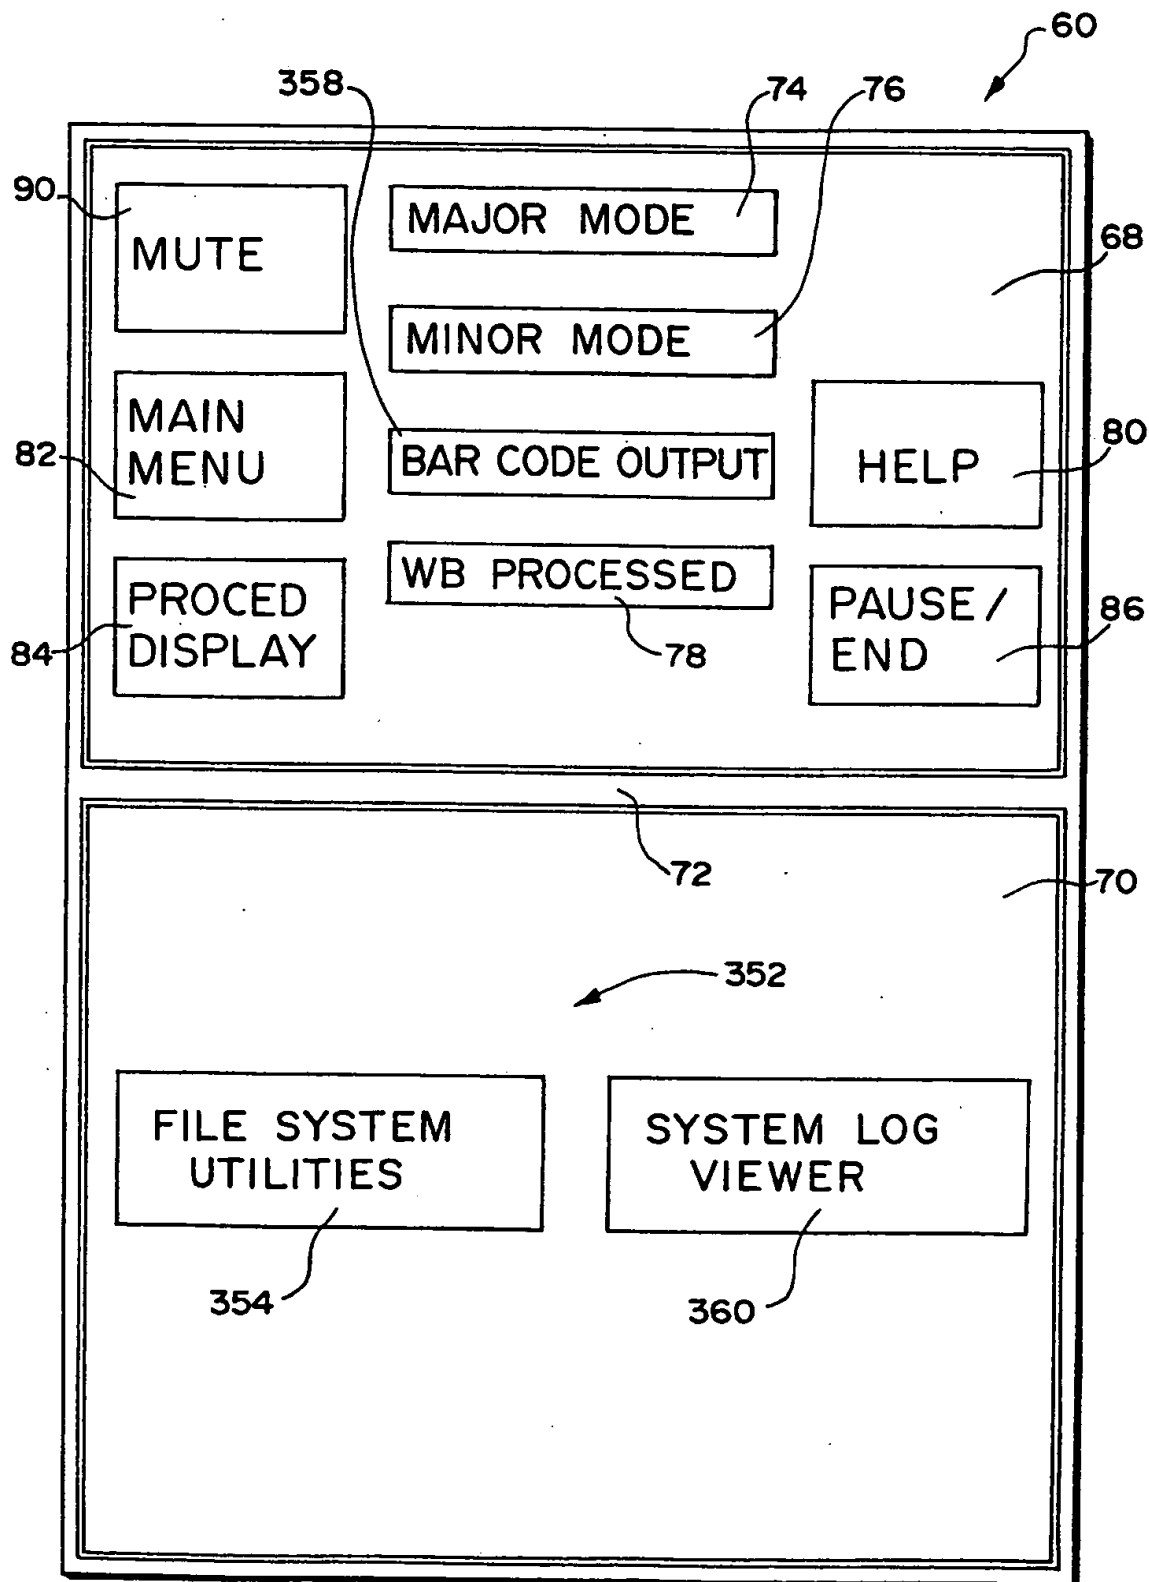 60
358
74
76
90
MUTE
MAJOR MODE
68
MINOR MODE
MAIN
MENU
82
BAR CODE OUTPUT
HELP
80
PROCED
DISPLAY
84
WB PROCESSED
78
PAUSE/
END
86
72
70
352
FILE SYSTEM
UTILITIES
SYSTEM LOG
VIEWER
354
360